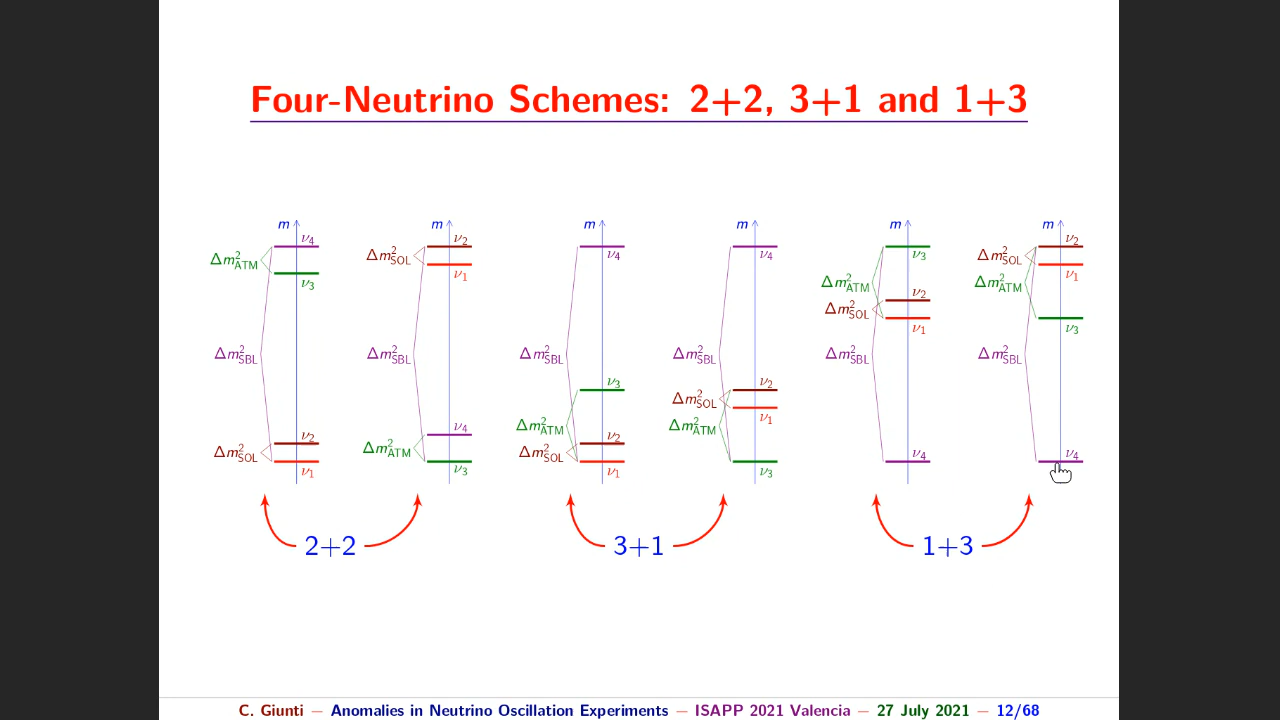 Four-Neutrino Schemes: 2+2, 3+1 and 1+3
m
ν4
Δm²ATM
ν3
Δm²SBL
ν2
Δm²SOL
ν1
m
ν2
Δm²SOL
ν1
Δm²SBL
ν4
Δm²ATM
ν3
m
ν4
Δm²SBL
ν3
Δm²ATM
ν2
Δm²SOL
ν1
m
ν4
Δm²SBL
ν2
Δm²SOL
ν1
Δm²ATM
ν3
m
ν3
Δm²ATM
ν2
Δm²SOL
ν1
Δm²SBL
ν4
m
ν2
Δm²SOL
ν1
Δm²ATM
ν3
Δm²SBL
ν4
2+2
3+1
1+3
C. Giunti − Anomalies in Neutrino Oscillation Experiments − ISAPP 2021 Valencia − 27 July 2021 − 12/68